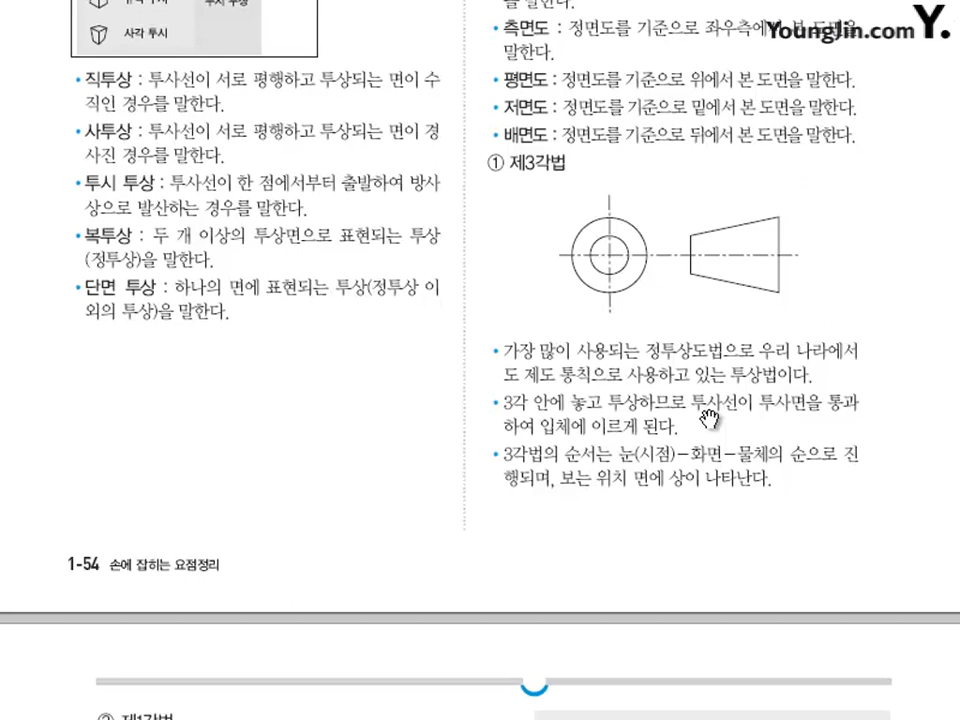 사각 투시
• 직투상 : 투사선이 서로 평행하고 투상되는 면이 수
직인 경우를 말한다.
• 사투상 : 투사선이 서로 평행하고 투상되는 면이 경
사진 경우를 말한다.
• 투시 투상 : 투사선이 한 점에서부터 출발하여 방사
상으로 발산하는 경우를 말한다.
• 복투상 : 두 개 이상의 투상면으로 표현되는 투상
(정투상)을 말한다.
• 단면 투상 : 하나의 면에 표현되는 투상(정투상 이
외의 투상)을 말한다.
1-54 손에 잡히는 요점정리
을 말한다.
Younglin.com Y.
• 측면도 : 정면도를 기준으로 좌우측에서 본 도면을
말한다.
• 평면도 : 정면도를 기준으로 위에서 본 도면을 말한다.
• 저면도 : 정면도를 기준으로 밑에서 본 도면을 말한다.
• 배면도 : 정면도를 기준으로 뒤에서 본 도면을 말한다.
① 제3각법
• 가장 많이 사용되는 정투상도법으로 우리 나라에서
도 제도 통칙으로 사용하고 있는 투상법이다.
• 3각 안에 놓고 투상하므로 투사선이 투사면을 통과
하여 입체에 이르게 된다.
• 3각법의 순서는 눈(시점)-화면-물체의 순으로 진
행되며, 보는 위치 면에 상이 나타난다.
② 제1각법